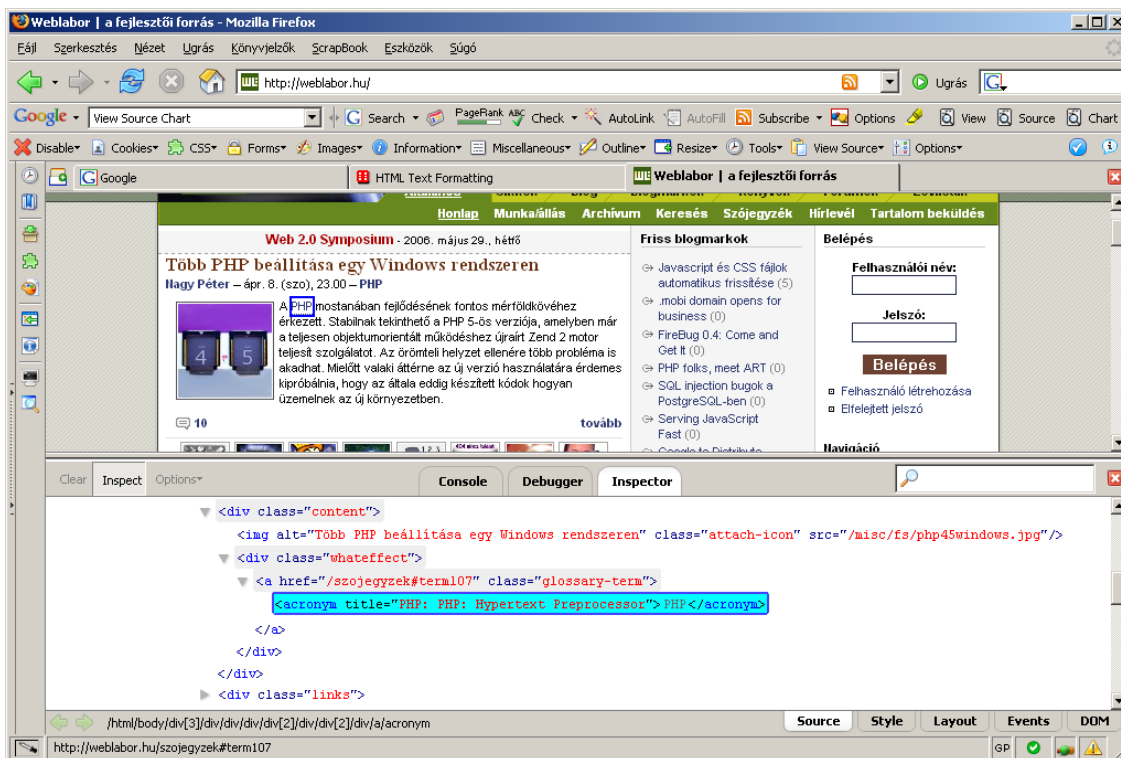 Weblabor | a fejlesztői forrás - Mozilla Firefox
Fájl Szerkesztés Nézet Ugrás Könyvjelzők ScrapBook Eszközök Súgó
http://weblabor.hu/ Ugrás
Google View Source Chart Search PageRank ABC Check AutoLink AutoFill Subscribe Options View Source Chart
Disable Cookies CSS Forms Images Information Miscellaneous Outline Resize Tools View Source Options
Google HTML Text Formatting Weblabor | a fejlesztői forrás
Honlap Munka/állás Archívum Keresés Szójegyzék Hírlevél Tartalom beküldés
Web 2.0 Symposium - 2006. május 29., hétfő
Több PHP beállítása egy Windows rendszeren
Nagy Péter – ápr. 8. (szo), 23.00 – PHP
A PHP mostanában fejlődésének fontos mérföldkövéhez
érkezett. Stabilnak tekinthető a PHP 5-ös verziója, amelyben már
a teljesen objektumorientált működéshez újraírt Zend 2 motor
teljesít szolgálatot. Az örömteli helyzet ellenére több probléma is
akadhat. Mielőtt valaki áttérne az új verzió használatára érdemes
kipróbálnia, hogy az általa eddig készített kódok hogyan
üzemelnek az új környezetben.
4 5
10 tovább
Friss blogmarkok
Javascript és CSS fájlok
automatikus frissítése (5)
.mobi domain opens for
business (0)
FireBug 0.4: Come and
Get It (0)
PHP folks, meet ART (0)
SQL injection bugok a
PostgreSQL-ben (0)
Serving JavaScript
Fast (0)
Google to Distribute
Belépés
Felhasználói név:
Jelszó:
Belépés
Felhasználó létrehozása
Elfelejtett jelszó
Navigáció
Clear Inspect Options Console Debugger Inspector
<div class="content">
<img alt="Több PHP beállítása egy Windows rendszeren" class="attach-icon" src="/misc/fs/php45windows.jpg"/>
<div class="whateffect">
<a href="/szojegyzek#term107" class="glossary-term">
<acronym title="PHP: PHP: Hypertext Preprocessor">PHP</acronym>
</a>
</div>
</div>
<div class="links">
/html/body/div[3]/div/div/div/div[2]/div/div[2]/div/a/acronym Source Style Layout Events DOM
http://weblabor.hu/szojegyzek#term107 GP